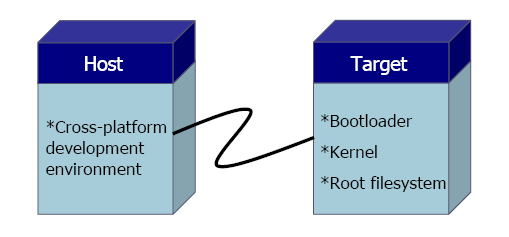 Host
*Cross-platform
development
environment
Target
*Bootloader
*Kernel
*Root filesystem